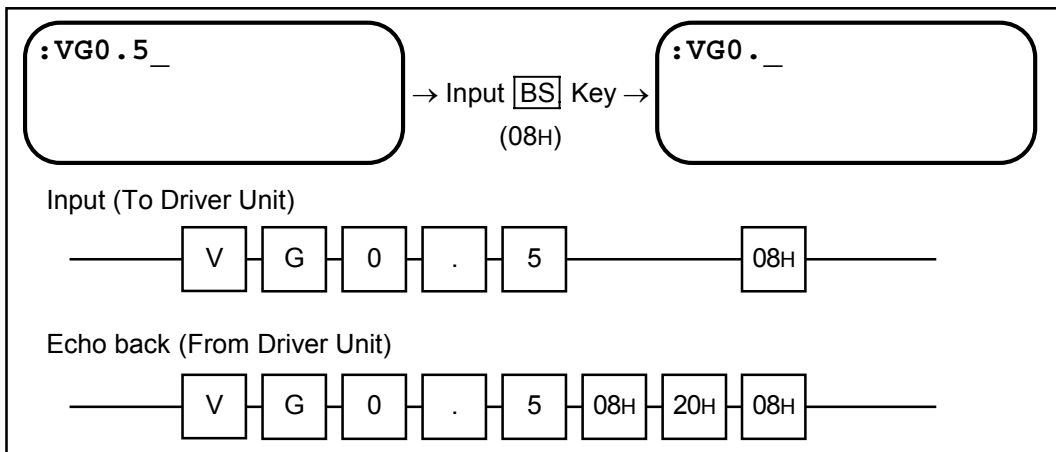 :VG0.5_ → Input BS Key → :VG0._
(08H)
Input (To Driver Unit)
V G 0 . 5 08H
Echo back (From Driver Unit)
V G 0 . 5 08H 20H 08H